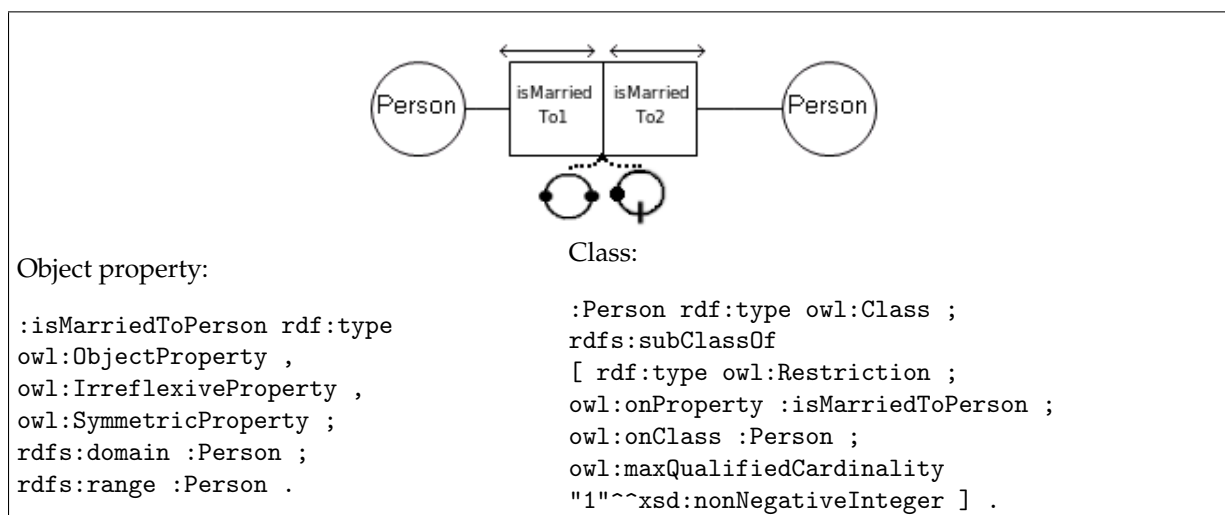 Person
isMarried
To1
isMarried
To2
Person
Object property:
:isMarriedToPerson rdf:type
owl:ObjectProperty ,
owl:IrreflexiveProperty ,
owl:SymmetricProperty ;
rdfs:domain :Person ;
rdfs:range :Person .
Class:
:Person rdf:type owl:Class ;
rdfs:subClassOf
[ rdf:type owl:Restriction ;
owl:onProperty :isMarriedToPerson ;
owl:onClass :Person ;
owl:maxQualifiedCardinality
"1"^^xsd:nonNegativeInteger ] .